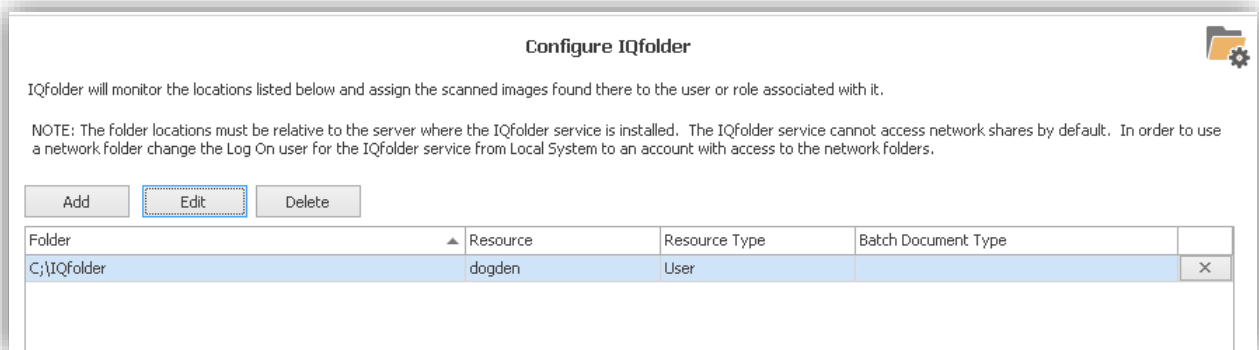 Configure IQfolder
IQfolder will monitor the locations listed below and assign the scanned images found there to the user or role associated with it.
NOTE: The folder locations must be relative to the server where the IQfolder service is installed.  The IQfolder service cannot access network shares by default.  In order to use
a network folder change the Log On user for the IQfolder service from Local System to an account with access to the network folders.
Add Edit Delete
Folder Resource Resource Type Batch Document Type
C;\IQfolder dogden User